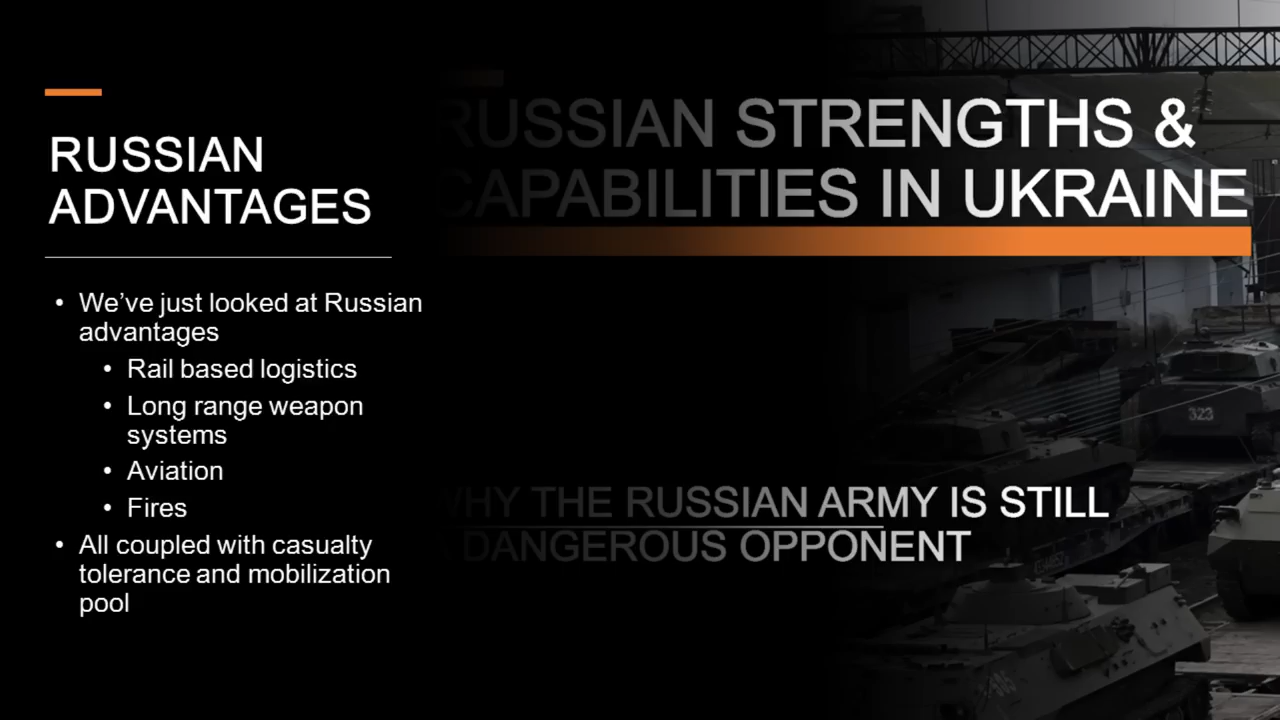 RUSSIAN
ADVANTAGES
• We’ve just looked at Russian
advantages
• Rail based logistics
• Long range weapon
systems
• Aviation
• Fires
• All coupled with casualty
tolerance and mobilization
pool
RUSSIAN STRENGTHS &
CAPABILITIES IN UKRAINE
WHY THE RUSSIAN ARMY IS STILL
A DANGEROUS OPPONENT
323